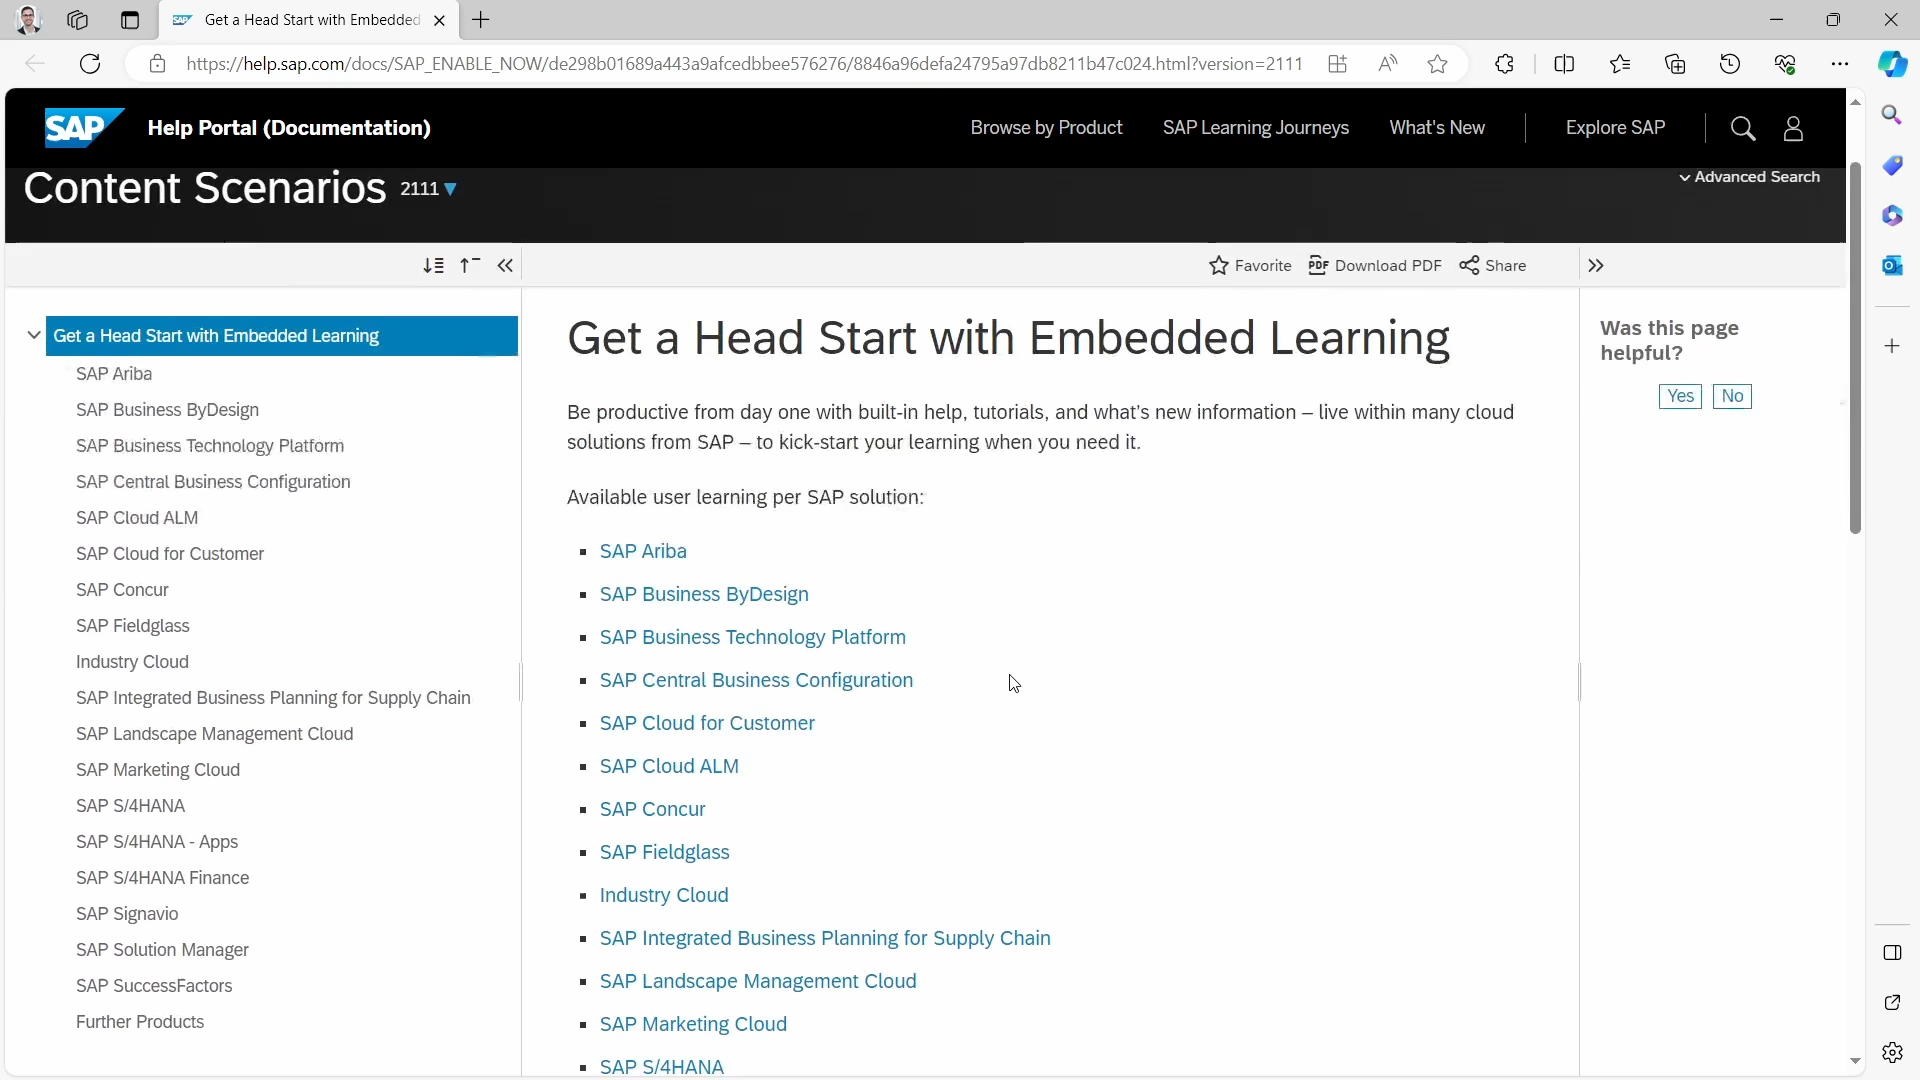 Get a Head Start with Embedded
https://help.sap.com/docs/SAP_ENABLE_NOW/de298b01689a443a9afcedbbee576276/8846a96defa24795a97db8211b47c024.html?version=2111
SAP Help Portal (Documentation)
Browse by Product SAP Learning Journeys What's New Explore SAP
Content Scenarios 2111
Advanced Search
Favorite PDF Download PDF Share
Get a Head Start with Embedded Learning
SAP Ariba
SAP Business ByDesign
SAP Business Technology Platform
SAP Central Business Configuration
SAP Cloud ALM
SAP Cloud for Customer
SAP Concur
SAP Fieldglass
Industry Cloud
SAP Integrated Business Planning for Supply Chain
SAP Landscape Management Cloud
SAP Marketing Cloud
SAP S/4HANA
SAP S/4HANA - Apps
SAP S/4HANA Finance
SAP Signavio
SAP Solution Manager
SAP SuccessFactors
Further Products
Get a Head Start with Embedded Learning
Be productive from day one with built-in help, tutorials, and what's new information – live within many cloud
solutions from SAP – to kick-start your learning when you need it.
Available user learning per SAP solution:
SAP Ariba
SAP Business ByDesign
SAP Business Technology Platform
SAP Central Business Configuration
SAP Cloud for Customer
SAP Cloud ALM
SAP Concur
SAP Fieldglass
Industry Cloud
SAP Integrated Business Planning for Supply Chain
SAP Landscape Management Cloud
SAP Marketing Cloud
SAP S/4HANA
Was this page
helpful?
Yes No